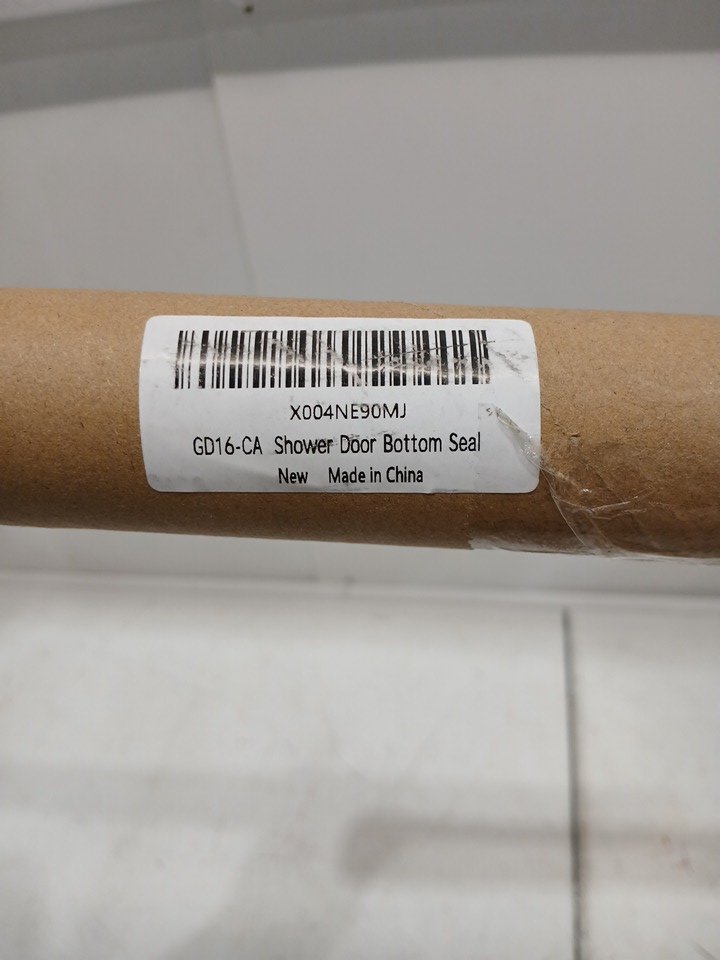 X004NE90MJ
GD16-CA Shower Door Bottom Seal
New Made in China